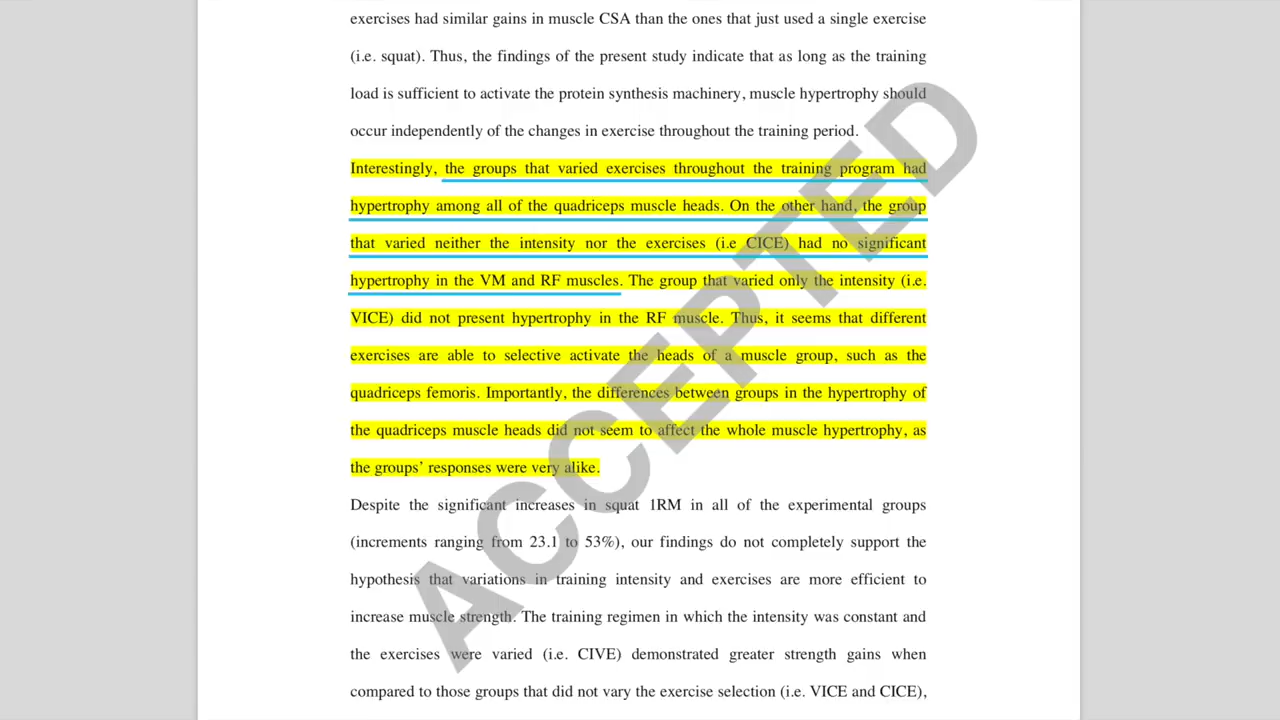 exercises had similar gains in muscle CSA than the ones that just used a single exercise
(i.e. squat). Thus, the findings of the present study indicate that as long as the training
load is sufficient to activate the protein synthesis machinery, muscle hypertrophy should
occur independently of the changes in exercise throughout the training period.
Interestingly, the groups that varied exercises throughout the training program had
hypertrophy among all of the quadriceps muscle heads. On the other hand, the group
that varied neither the intensity nor the exercises (i.e CICE) had no significant
hypertrophy in the VM and RF muscles. The group that varied only the intensity (i.e.
VICE) did not present hypertrophy in the RF muscle. Thus, it seems that different
exercises are able to selective activate the heads of a muscle group, such as the
quadriceps femoris. Importantly, the differences between groups in the hypertrophy of
the quadriceps muscle heads did not seem to affect the whole muscle hypertrophy, as
the groups' responses were very alike.
Despite the significant increases in squat 1RM in all of the experimental groups
(increments ranging from 23.1 to 53%), our findings do not completely support the
hypothesis that variations in training intensity and exercises are more efficient to
increase muscle strength. The training regimen in which the intensity was constant and
the exercises were varied (i.e. CIVE) demonstrated greater strength gains when
compared to those groups that did not vary the exercise selection (i.e. VICE and CICE),
ACCEPTED